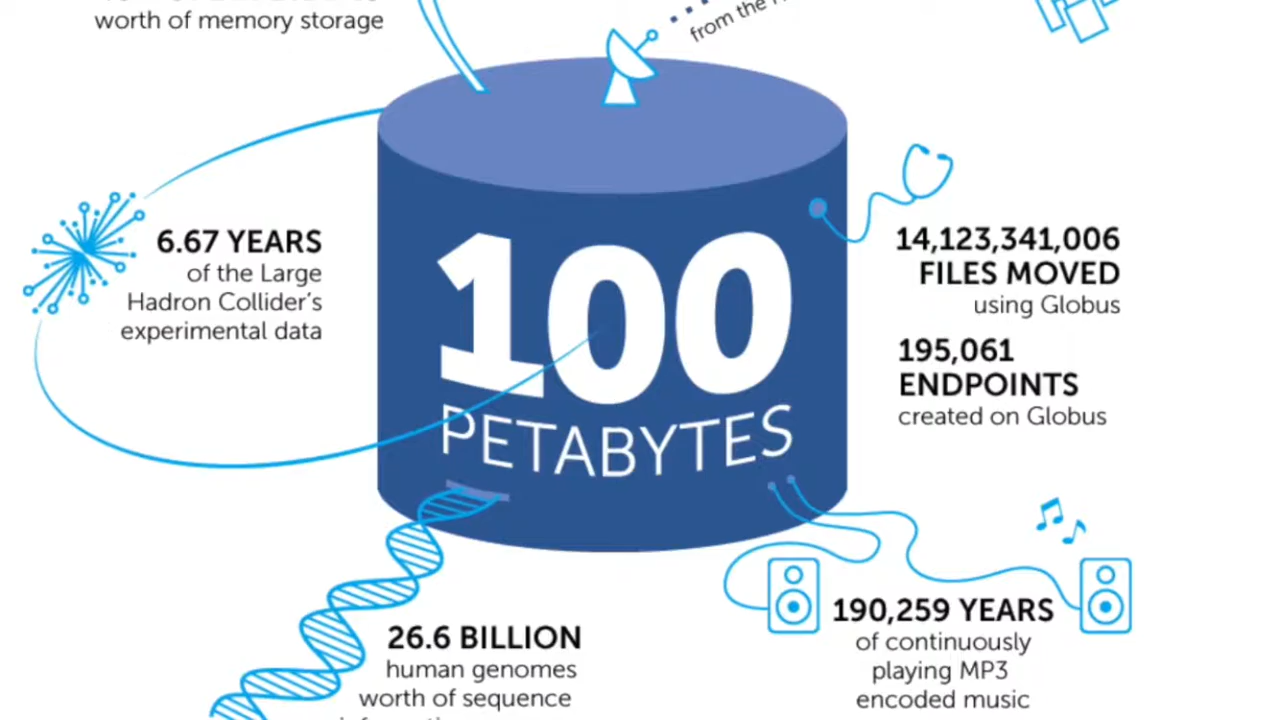 worth of memory storage
from the
6.67 YEARS
of the Large
Hadron Collider's
experimental data
100
PETABYTES
14,123,341,006
FILES MOVED
using Globus
195,061
ENDPOINTS
created on Globus
26.6 BILLION
human genomes
worth of sequence
190,259 YEARS
of continuously
playing MP3
encoded music